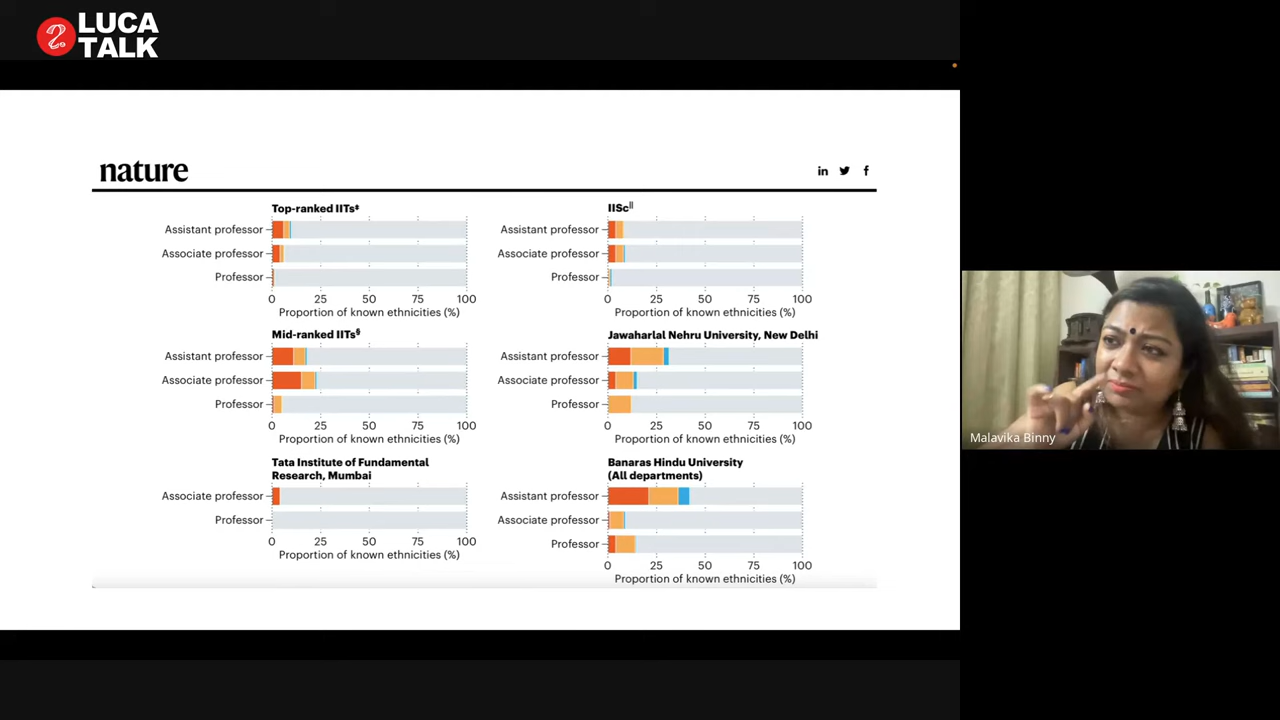 LUCA
TALK
nature
in
Top-ranked IITs‡
Assistant professor
Associate professor
Professor
0 25 50 75 100
Proportion of known ethnicities (%)
IISc||
Assistant professor
Associate professor
Professor
0 25 50 75 100
Proportion of known ethnicities (%)
Mid-ranked IITs§
Assistant professor
Associate professor
Professor
0 25 50 75 100
Proportion of known ethnicities (%)
Jawaharlal Nehru University, New Delhi
Assistant professor
Associate professor
Professor
0 25 50 75 100
Proportion of known ethnicities (%)
Tata Institute of Fundamental
Research, Mumbai
Associate professor
Professor
0 25 50 75 100
Proportion of known ethnicities (%)
Banaras Hindu University
(All departments)
Assistant professor
Associate professor
Professor
0 25 50 75 100
Proportion of known ethnicities (%)
Malavika Binny